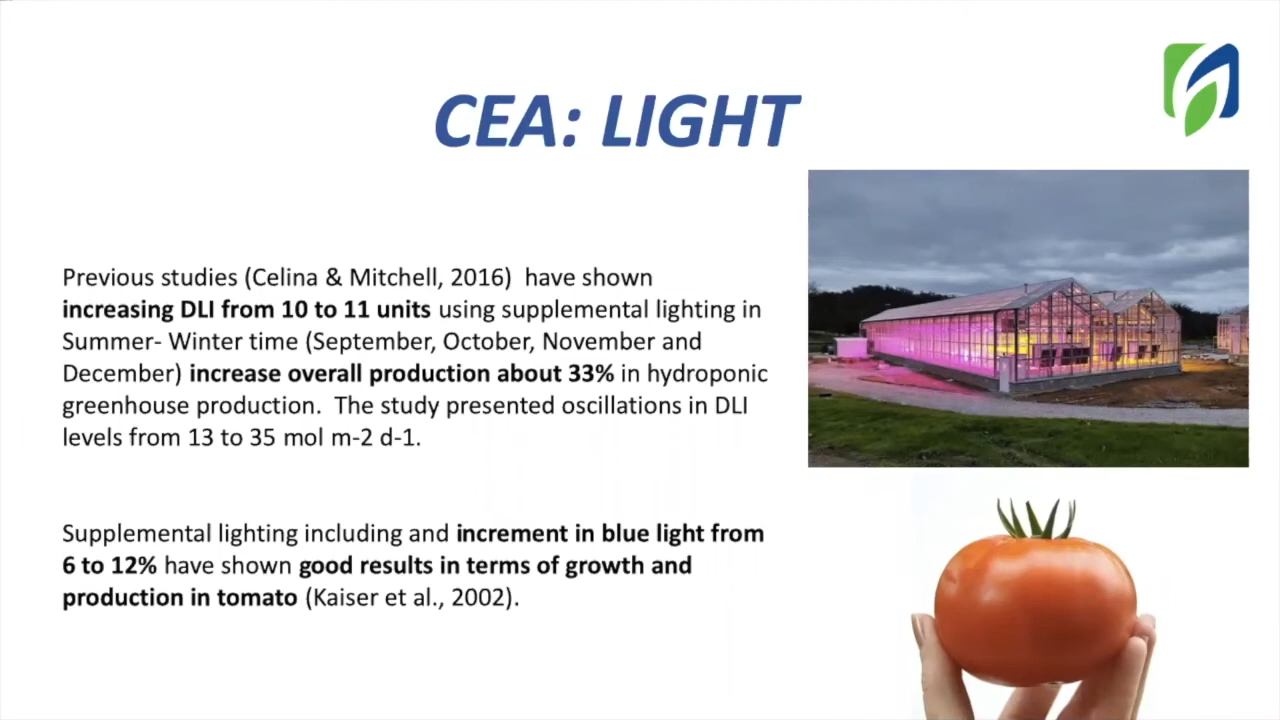 CEA: LIGHT
Previous studies (Celina & Mitchell, 2016)  have shown
increasing DLI from 10 to 11 units using supplemental lighting in
Summer- Winter time (September, October, November and
December) increase overall production about 33% in hydroponic
greenhouse production.  The study presented oscillations in DLI
levels from 13 to 35 mol m-2 d-1.
Supplemental lighting including and increment in blue light from
6 to 12% have shown good results in terms of growth and
production in tomato (Kaiser et al., 2002).